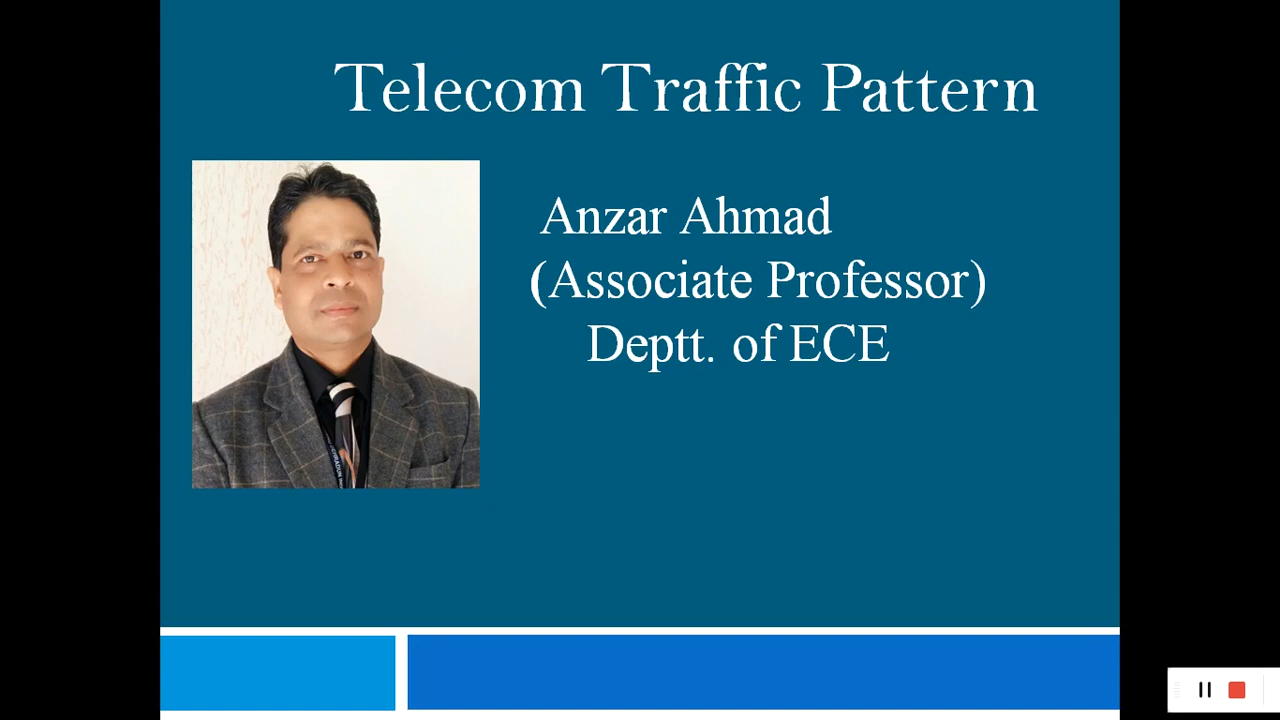 Telecom Traffic Pattern
Anzar Ahmad
(Associate Professor)
Deptt. of ECE